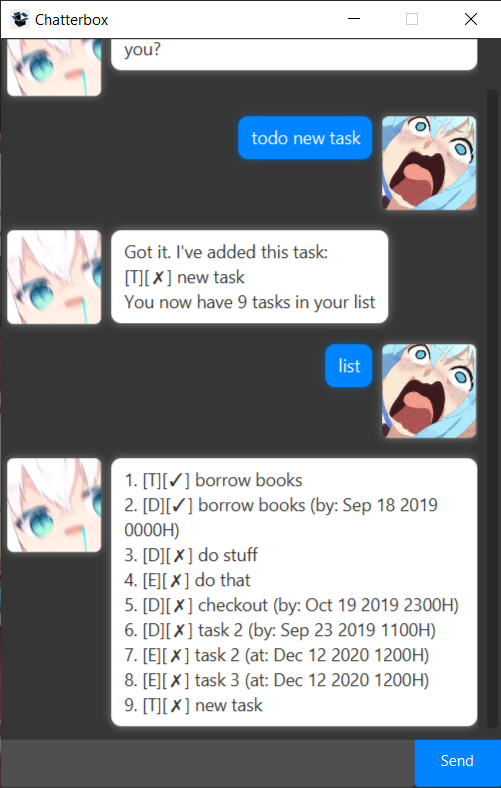 Chatterbox
you?
todo new task
Got it. I've added this task:
[T][✗] new task
You now have 9 tasks in your list
list
1. [T][✓] borrow books
2. [D][✓] borrow books (by: Sep 18 2019
0000H)
3. [D][✗] do stuff
4. [E][✗] do that
5. [D][✗] checkout (by: Oct 19 2019 2300H)
6. [D][✗] task 2 (by: Sep 23 2019 1100H)
7. [E][✗] task 2 (at: Dec 12 2020 1200H)
8. [E][✗] task 3 (at: Dec 12 2020 1200H)
9. [T][✗] new task
Send